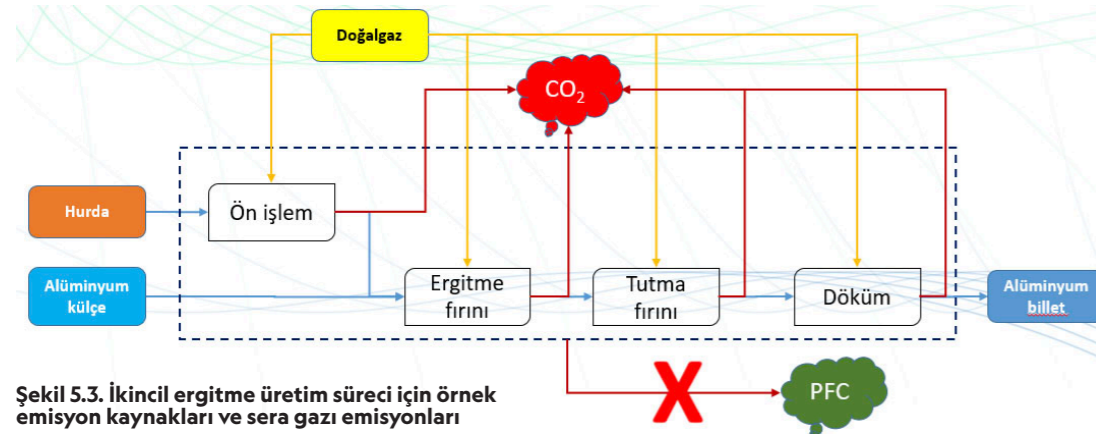 Doğalgaz
CO₂
Hurda
Ön işlem
Alüminyum
külçe
Ergitme
fırını
Tutma
fırını
Döküm
Alüminyum
billet
PFC
Şekil 5.3. İkincil ergitme üretim süreci için örnek
emisyon kaynakları ve sera gazı emisyonları